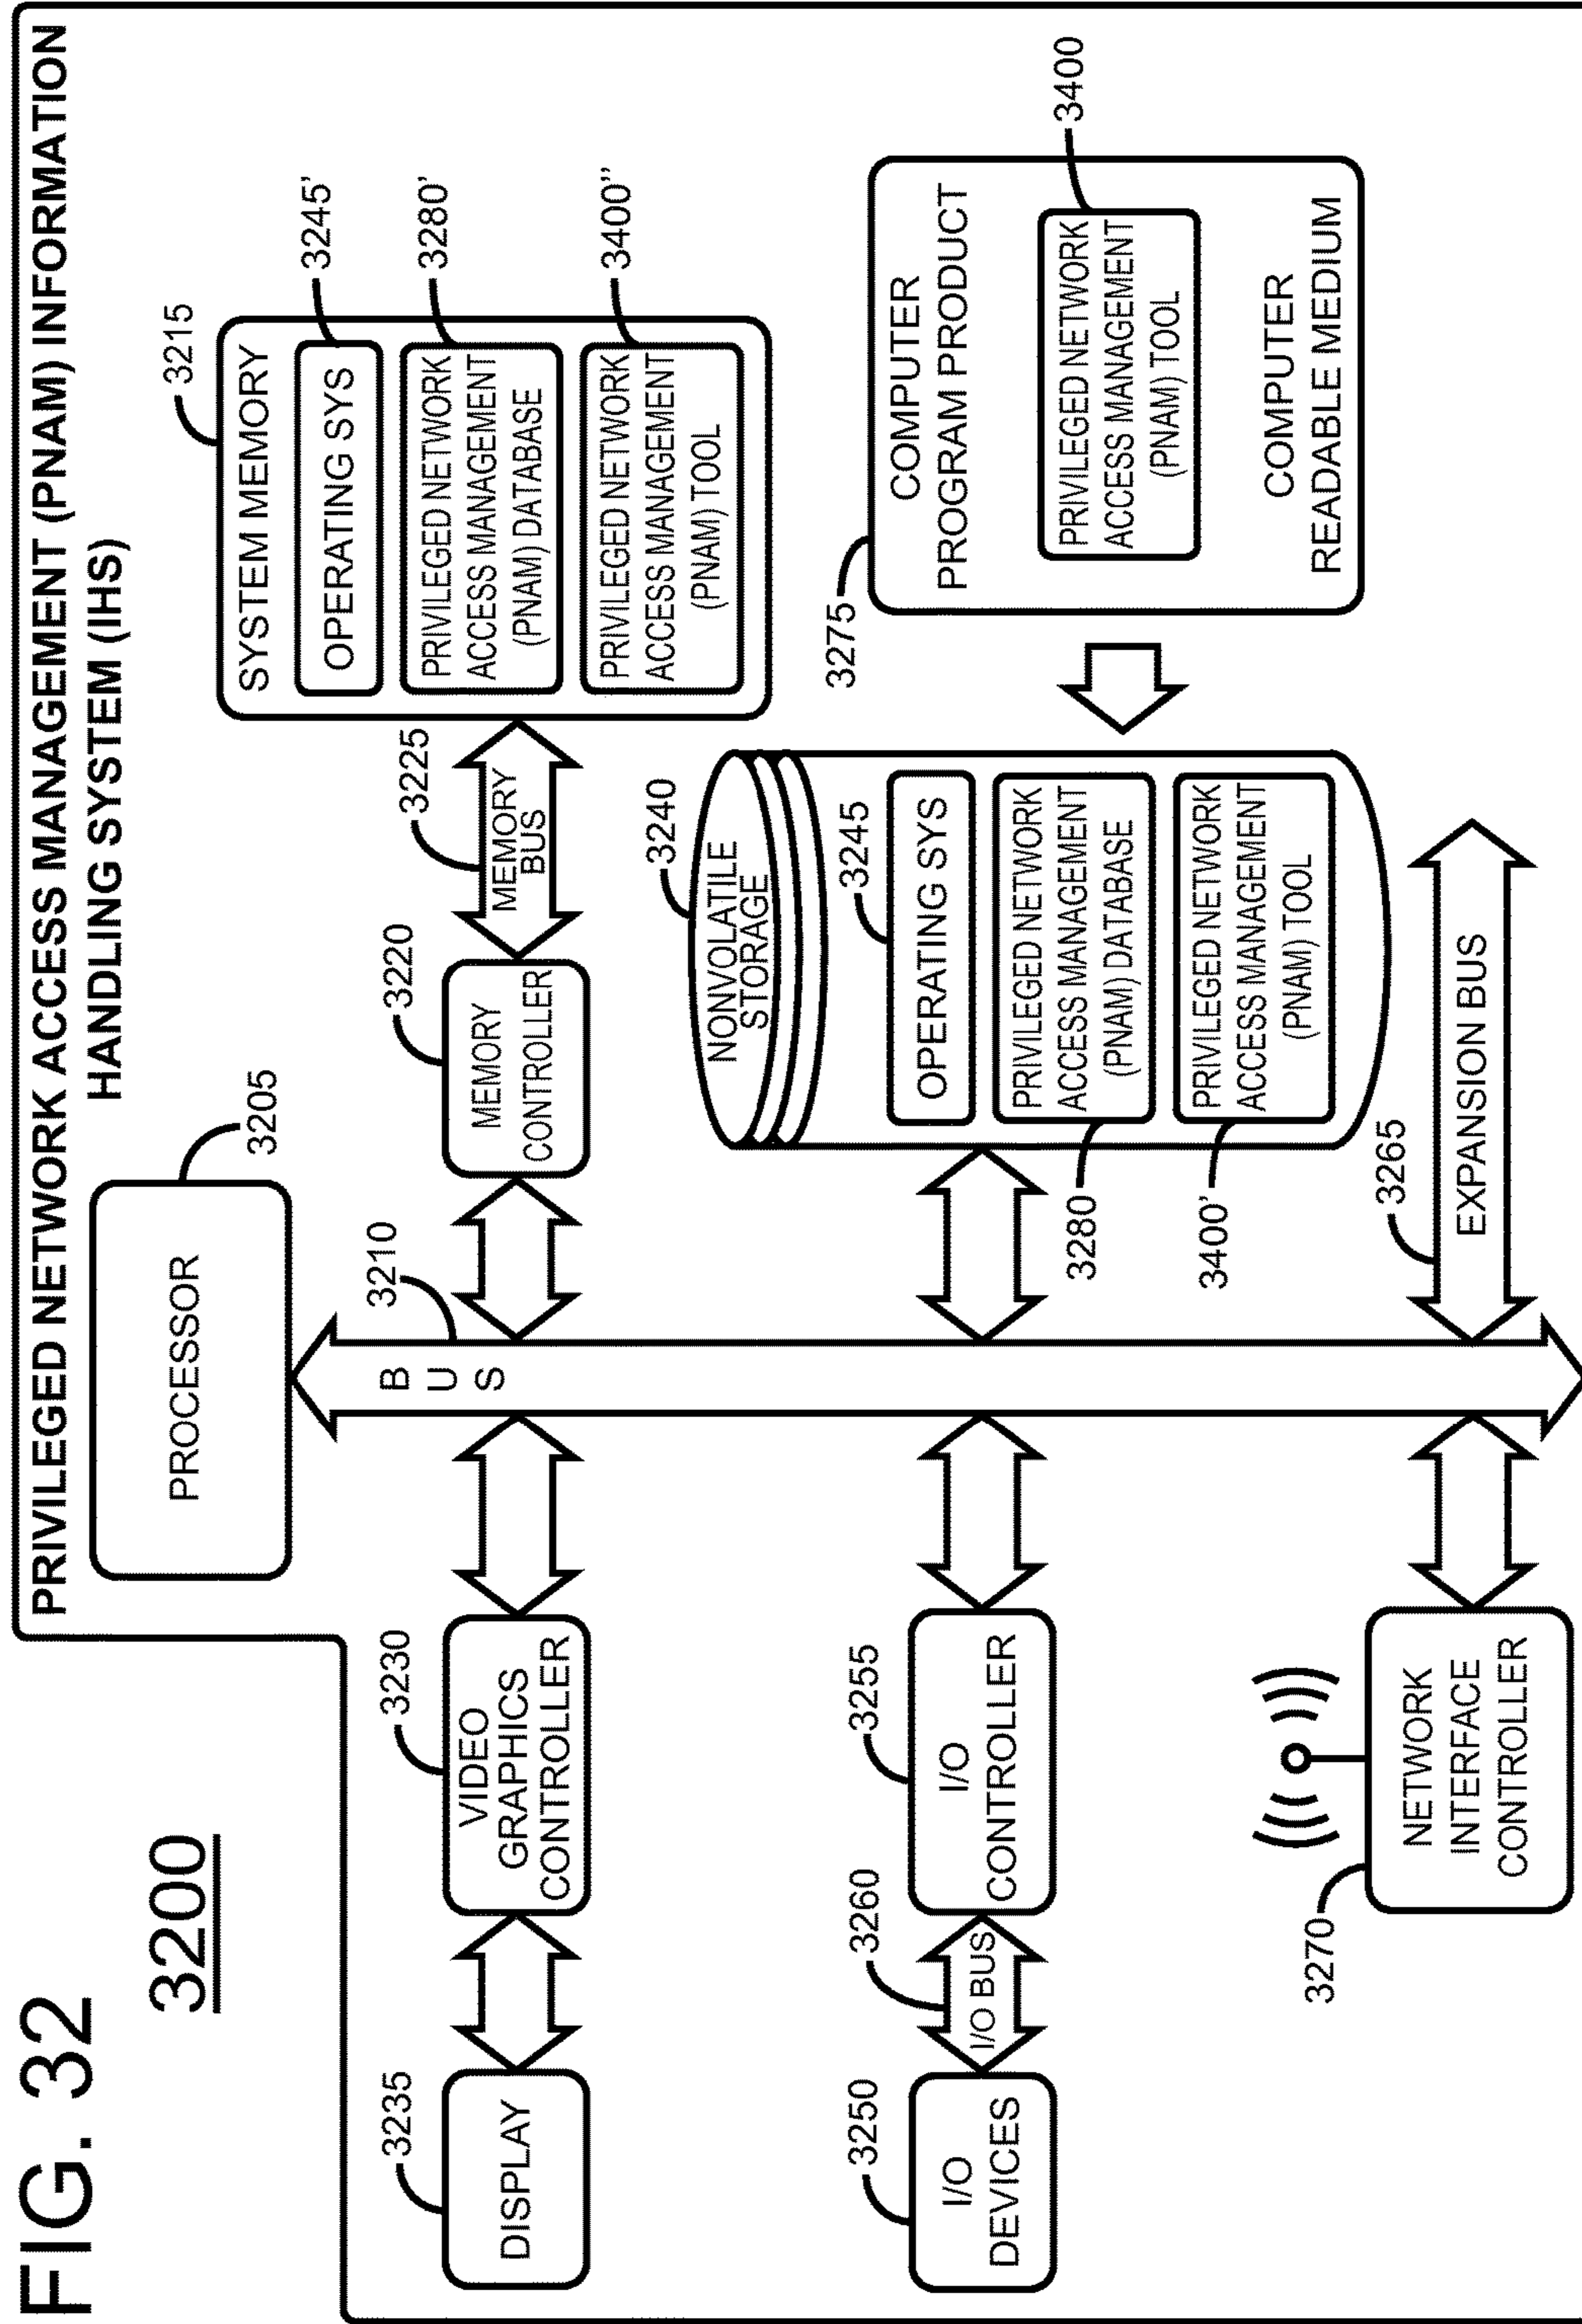 FIG. 32
3200
PRIVILEGED NETWORK ACCESS MANAGEMENT (PNAM) INFORMATION
HANDLING SYSTEM (IHS)
PROCESSOR
3205
3210
BUS
3235
DISPLAY
3230
VIDEO
GRAPHICS
CONTROLLER
3220
MEMORY
CONTROLLER
3225
MEMORY
BUS
3215
SYSTEM MEMORY
OPERATING SYS
3245'
PRIVILEGED NETWORK
ACCESS MANAGEMENT
(PNAM) DATABASE
3280'
PRIVILEGED NETWORK
ACCESS MANAGEMENT
(PNAM) TOOL
3400''
3250
I/O
DEVICES
3260
I/O BUS
3255
I/O
CONTROLLER
3240
NONVOLATILE
STORAGE
3245
OPERATING SYS
PRIVILEGED NETWORK
ACCESS MANAGEMENT
(PNAM) DATABASE
3280
PRIVILEGED NETWORK
ACCESS MANAGEMENT
(PNAM) TOOL
3400'
3275
COMPUTER
PROGRAM PRODUCT
PRIVILEGED NETWORK
ACCESS MANAGEMENT
(PNAM) TOOL
3400
COMPUTER
READABLE MEDIUM
3270
NETWORK
INTERFACE
CONTROLLER
3265
EXPANSION BUS